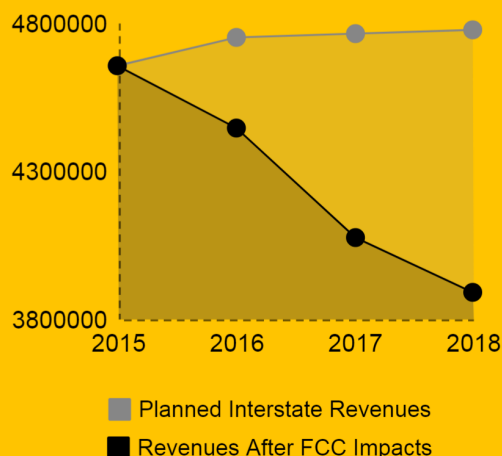 4800000
4300000
3800000
2015 2016 2017 2018
Planned Interstate Revenues
Revenues After FCC Impacts